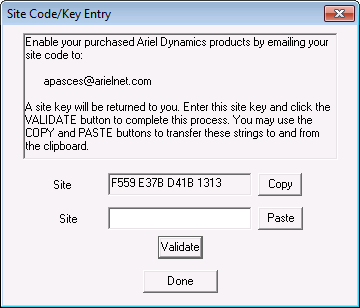 Site Code/Key Entry
Enable your purchased Ariel Dynamics products by emailing your
site code to:
apasces@arielnet.com
A site key will be returned to you. Enter this site key and click the
VALIDATE button to complete this process. You may use the
COPY and PASTE buttons to transfer these strings to and from
the clipboard.
Site F559 E37B D41B 1313 Copy
Site Paste
Validate
Done